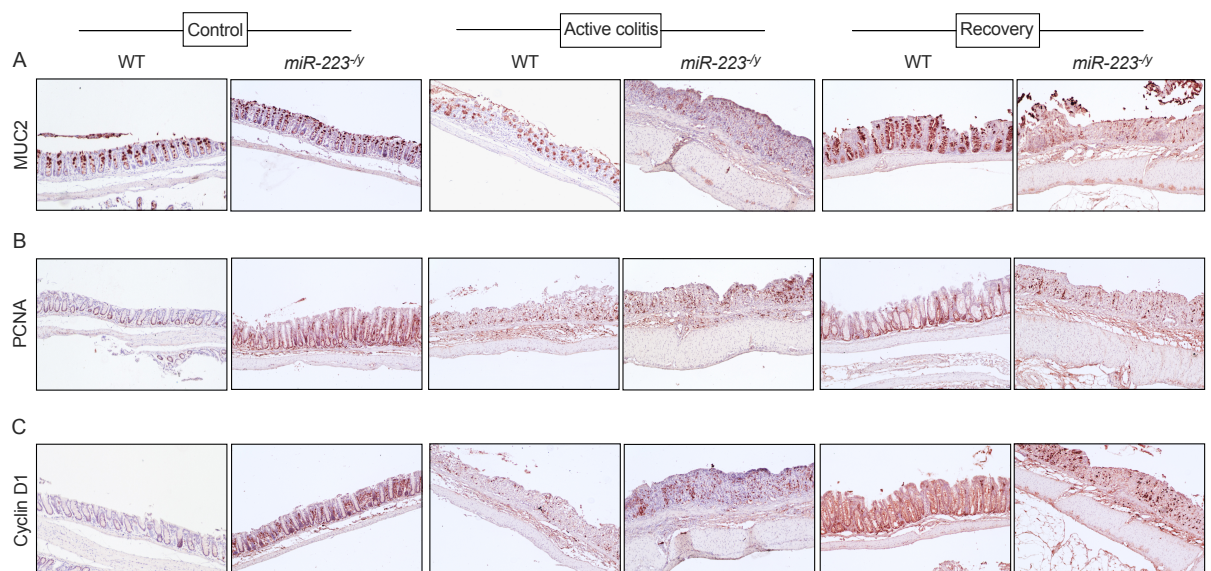 Control Active colitis Recovery
A WT miR-223-/y WT miR-223-/y WT miR-223-/y
MUC2
B
PCNA
C
Cyclin D1